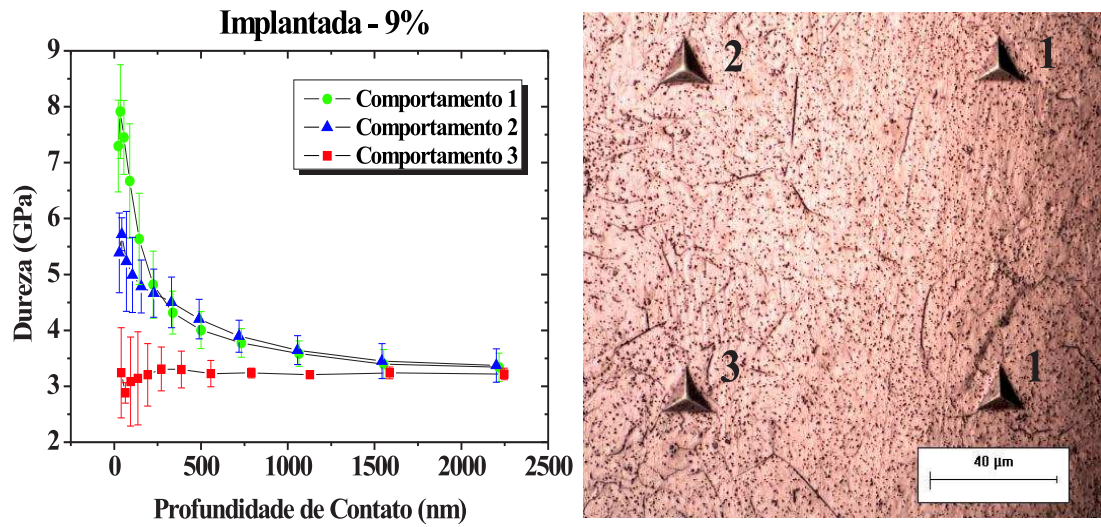 Implantada - 9%
9
8
7
6
5
4
3
2
Dureza (GPa)
Comportamento 1
Comportamento 2
Comportamento 3
0
500
1000
1500
2000
2500
Profundidade de Contato (nm)
2
1
3
1
40 µm